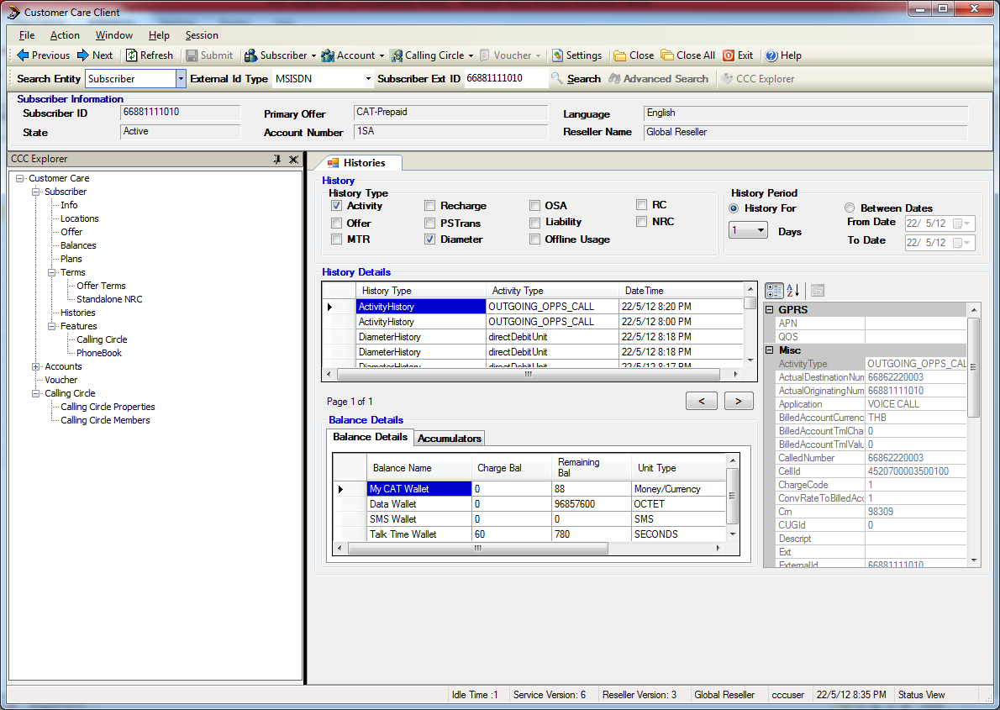 Customer Care Client
File Action Window Help Session
Previous Next Refresh Submit Subscriber Account Calling Circle Voucher Settings Close Close All Exit Help
Search Entity Subscriber External Id Type MSISDN Subscriber Ext ID 66881111010 Search Advanced Search CCC Explorer
Subscriber Information
Subscriber ID 66881111010 Primary Offer CAT-Prepaid Language English
State Active Account Number 1SA Reseller Name Global Reseller
CCC Explorer
Customer Care
Subscriber
Info
Locations
Offer
Balances
Plans
Terms
Offer Terms
Standalone NRC
Histories
Features
Calling Circle
PhoneBook
Accounts
Voucher
Calling Circle
Calling Circle Properties
Calling Circle Members
Histories
History
History Type
Activity Recharge OSA RC
Offer PSTrans Liability NRC
MTR Diameter Offline Usage
History Period
History For Between Dates
1 Days From Date 22/ 5/12
To Date 22/ 5/12
History Details
History Type Activity Type DateTime
ActivityHistory OUTGOING_OPPS_CALL 22/5/12 8:20 PM
ActivityHistory OUTGOING_OPPS_CALL 22/5/12 8:00 PM
DiameterHistory directDebitUnit 22/5/12 8:18 PM
DiameterHistory directDebitUnit 22/5/12 8:18 PM
DiameterHistory directDebitUnit 22/5/12 8:17 PM
Page 1 of 1 < >
Balance Details
Balance Details Accumulators
Balance Name Charge Bal Remaining Bal Unit Type
My CAT Wallet 0 88 Money/Currency
Data Wallet 0 96857600 OCTET
SMS Wallet 0 0 SMS
Talk Time Wallet 60 780 SECONDS
GPRS
APN
QOS
Misc
ActivityType OUTGOING_OPPS_CAL
ActualDestinationNum 66862220003
ActualOriginatingNum 66881111010
Application VOICE CALL
BilledAccountCurrenc THB
BilledAccountTmlCha 0
BilledAccountTmlValu 0
CalledNumber 66862220003
CellId 4520700003500100
ChargeCode 1
ConvRateToBilledAcc 1
Crn 98309
CUGId 0
Descript
Ext
ExternalId 66881111010
Idle Time :1 Service Version: 6 Reseller Version: 3 Global Reseller cccuser 22/5/12 8:35 PM Status View